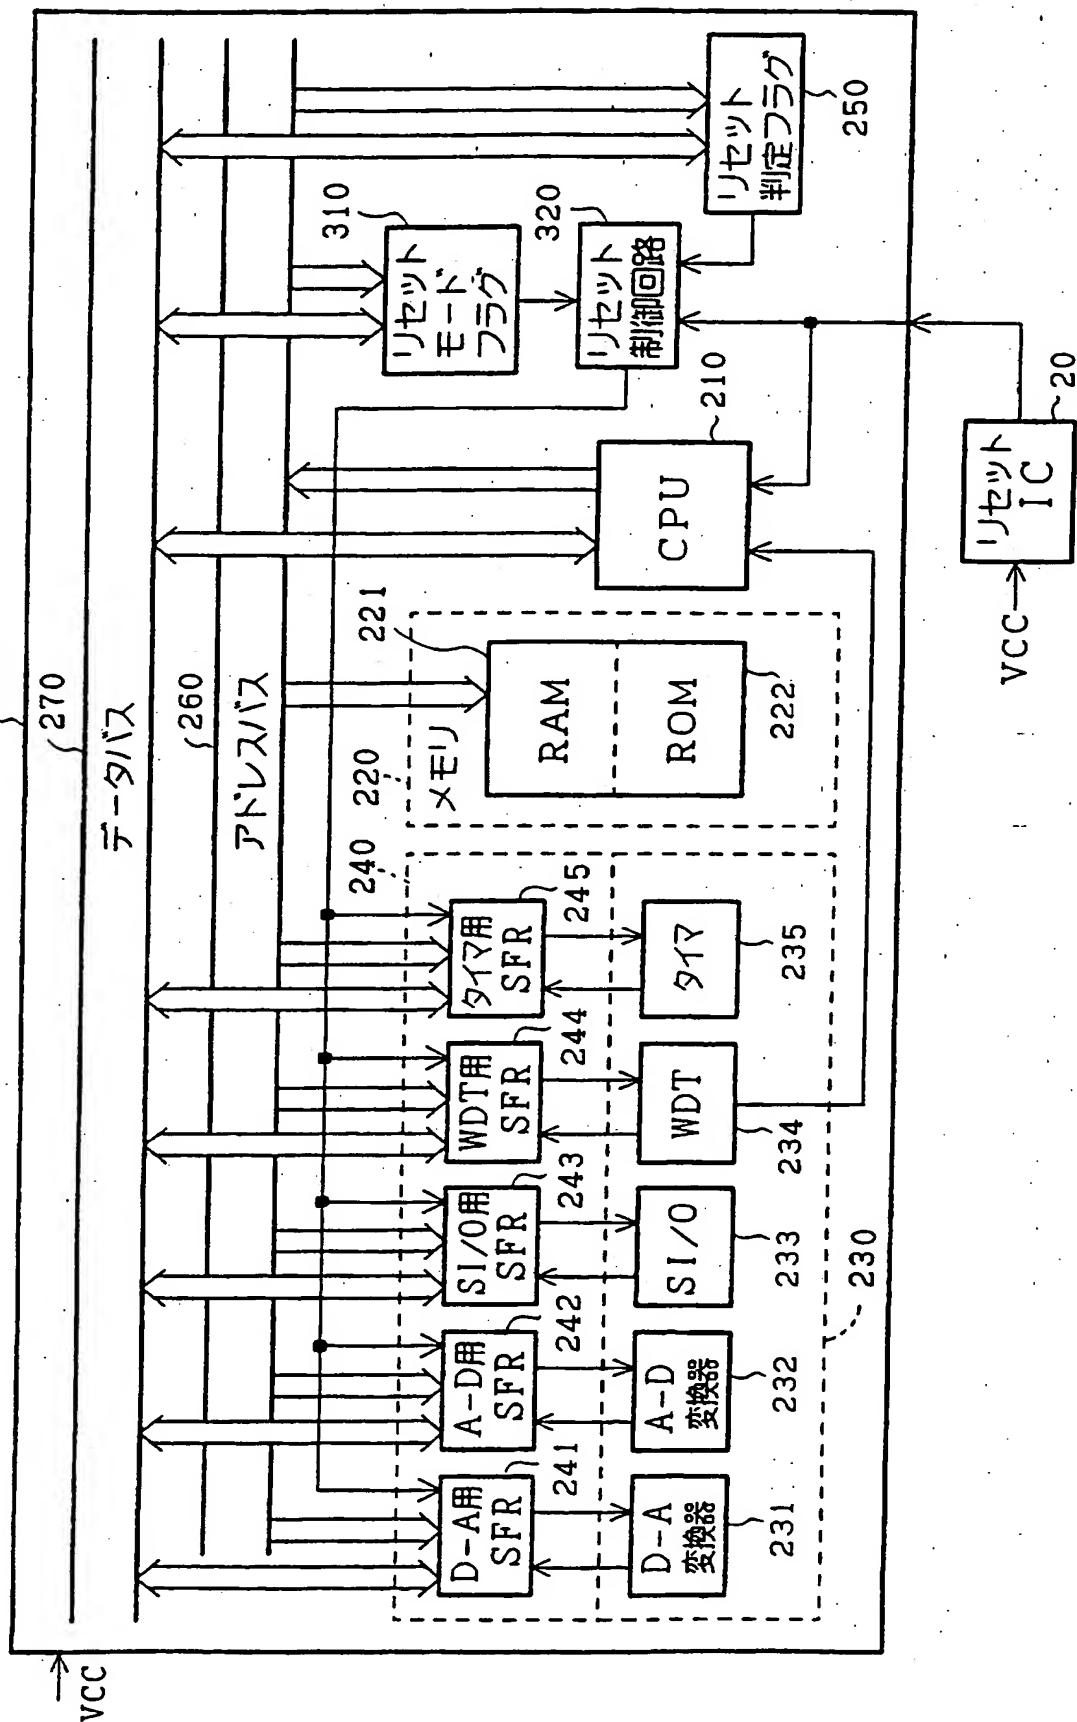 VCC
270
データバス
260
アドレスバス
240
220
メモリ
221
RAM
ROM
222
CPU
210
リセット
モード
フラグ
310
リセット
制御回路
320
リセット
判定フラグ
250
D-A用
SFR
241
A-D用
SFR
242
SI/O用
SFR
243
WDT用
SFR
244
タイマ用
SFR
245
D-A
変換器
231
A-D
変換器
232
SI/O
233
WDT
234
タイマ
235
230
VCC
リセット
IC
20